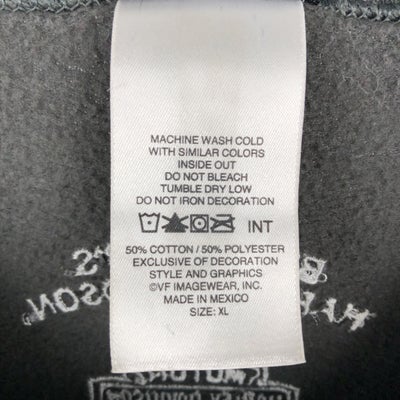 MACHINE WASH COLD
WITH SIMILAR COLORS
INSIDE OUT
DO NOT BLEACH
TUMBLE DRY LOW
DO NOT IRON DECORATION
INT
50% COTTON / 50% POLYESTER
EXCLUSIVE OF DECORATION
STYLE AND GRAPHICS
©VF IMAGEWEAR, INC.
MADE IN MEXICO
SIZE: XL